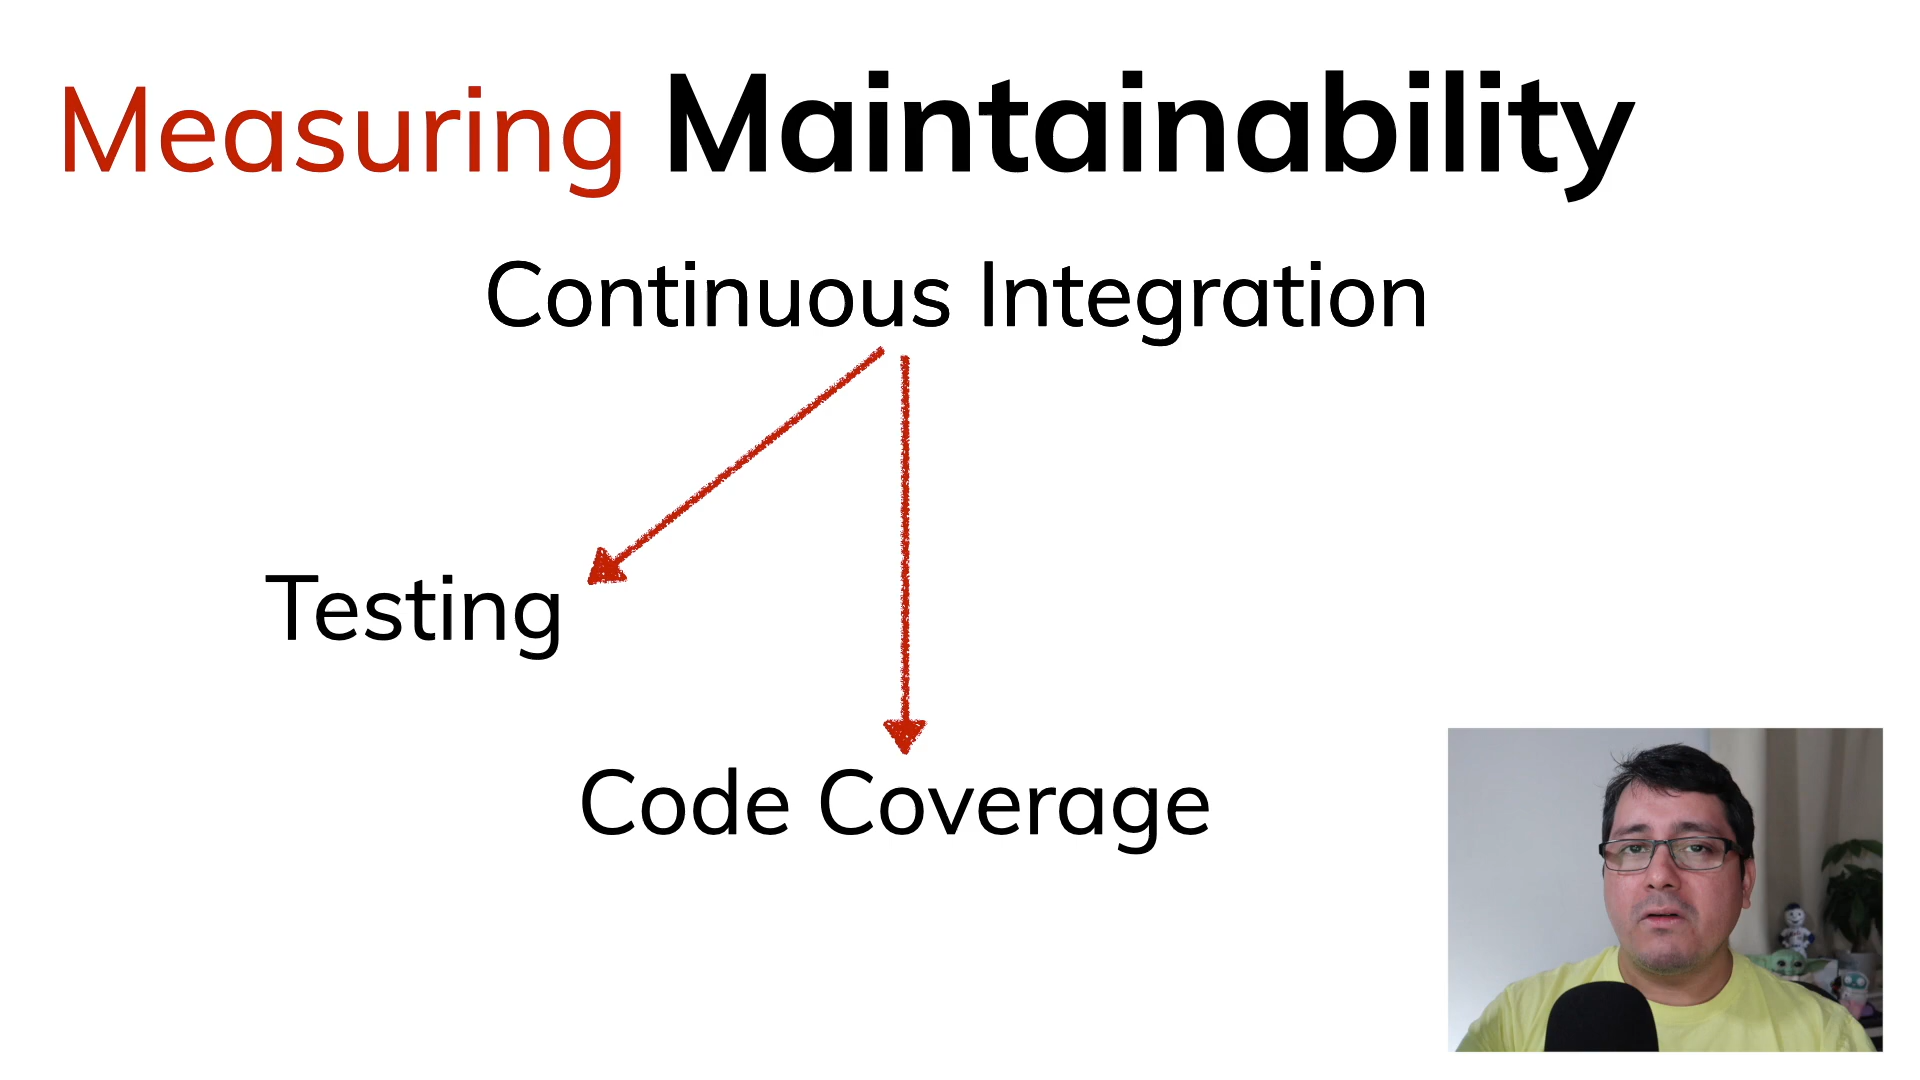 Measuring Maintainability
Continuous Integration
Testing
Code Coverage